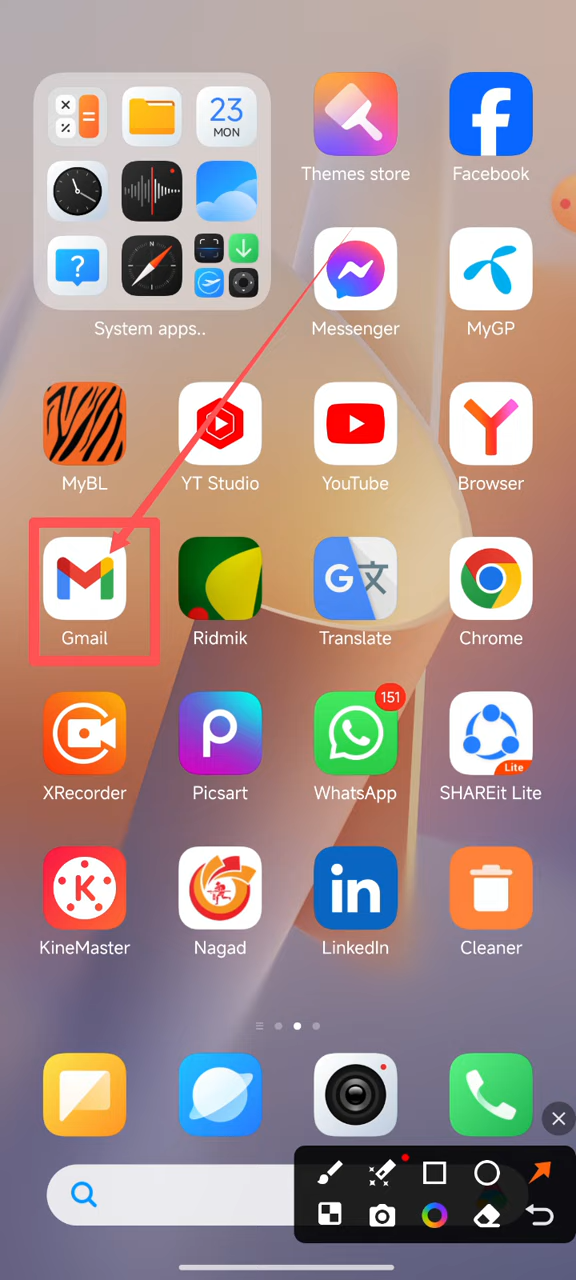 23
MON
Themes store
Facebook
System apps..
Messenger
MyGP
MyBL
YT Studio
YouTube
Browser
Gmail
Ridmik
Translate
Chrome
151
Lite
XRecorder
Picsart
WhatsApp
SHAREit Lite
KineMaster
Nagad
LinkedIn
Cleaner